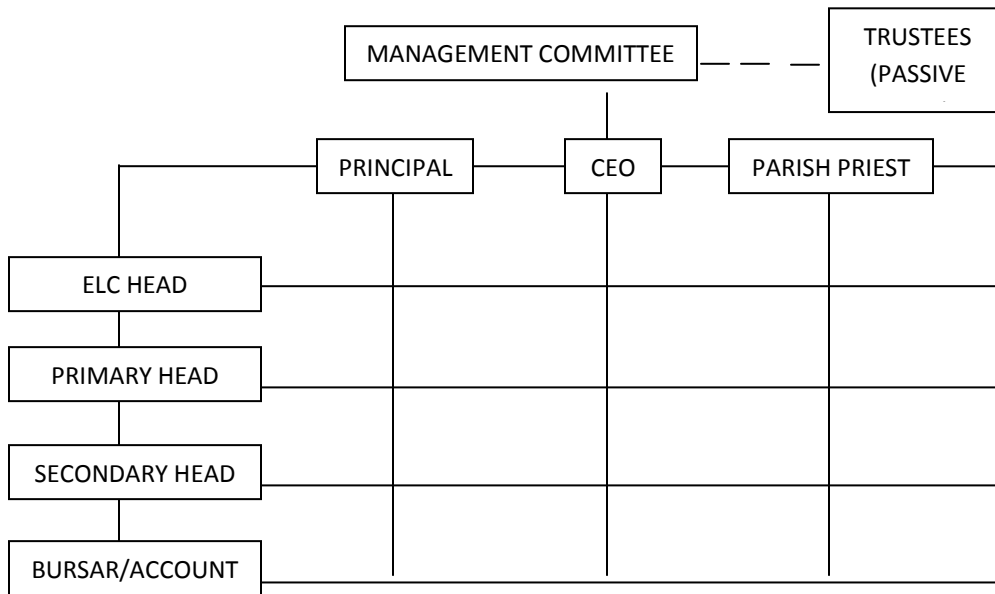 MANAGEMENT COMMITTEE
TRUSTEES
(PASSIVE
PRINCIPAL
CEO
PARISH PRIEST
ELC HEAD
PRIMARY HEAD
SECONDARY HEAD
BURSAR/ACCOUNT